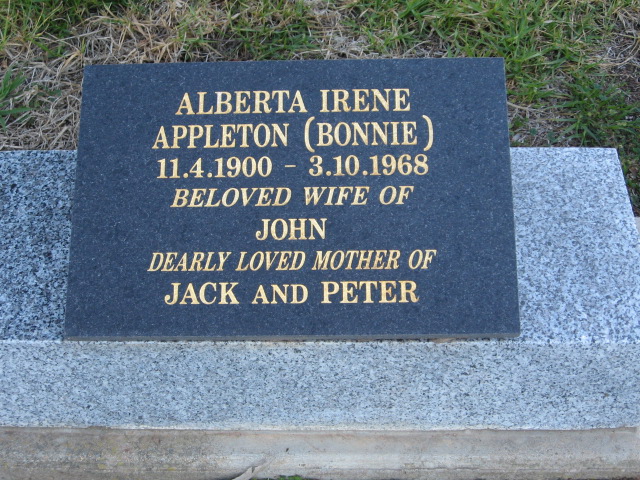 ALBERTA IRENE
APPLETON (BONNIE)
11.4.1900 - 3.10.1968
BELOVED WIFE OF
JOHN
DEARLY LOVED MOTHER OF
JACK AND PETER